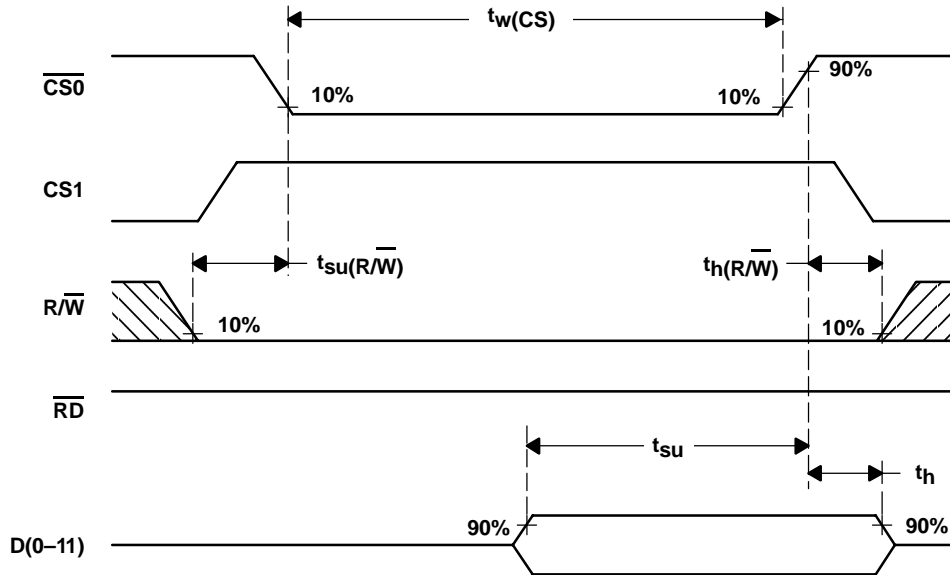 tw(CS)
CS0
10%
10%
90%
CS1
tsu(R/W)
th(R/W)
R/W
10%
10%
RD
tsu
th
90%
90%
D(0–11)